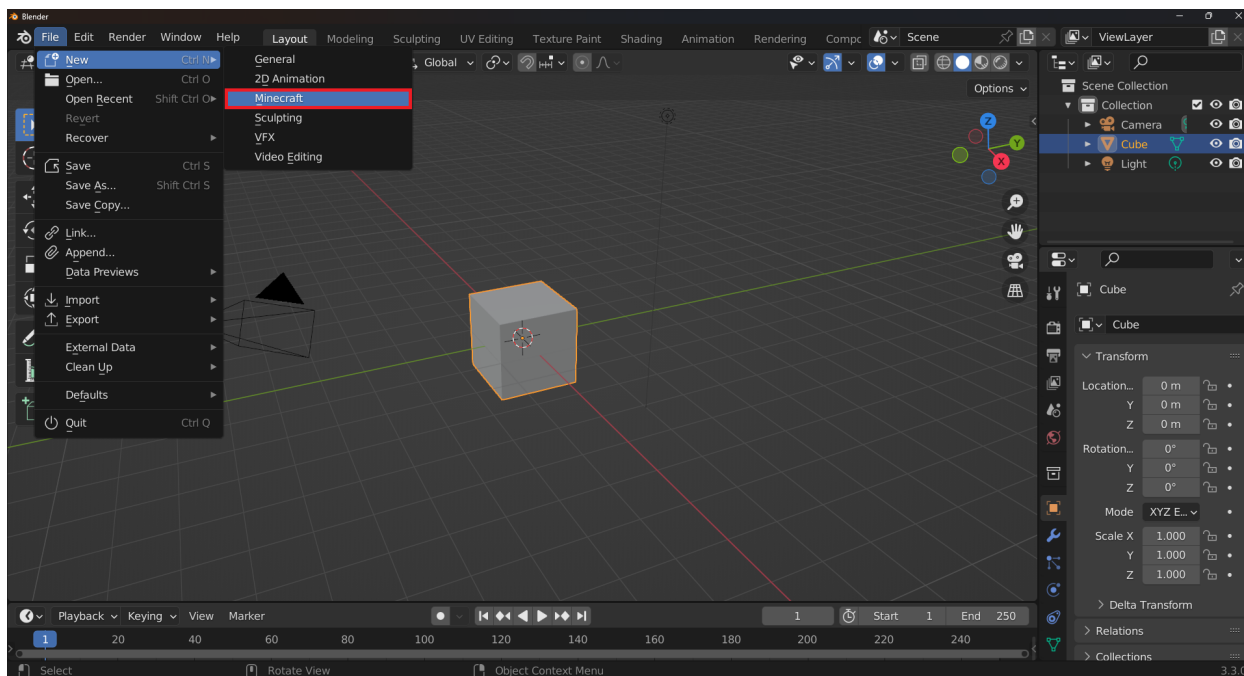 Blender
File Edit Render Window Help Layout Modeling Sculpting UV Editing Texture Paint Shading Animation Rendering Compc Scene ViewLayer
Global
Options
New Ctrl N
Open... Ctrl O
Open Recent Shift Ctrl O
Revert
Recover
Save Ctrl S
Save As... Shift Ctrl S
Save Copy...
Link...
Append...
Data Previews
Import
Export
External Data
Clean Up
Defaults
Quit Ctrl Q
General
2D Animation
Minecraft
Sculpting
VFX
Video Editing
Z
Y
X
Scene Collection
Collection
Camera
Cube
Light
Cube
Cube
Transform
Location... 0 m
Y 0 m
Z 0 m
Rotation... 0°
Y 0°
Z 0°
Mode XYZ E...
Scale X 1.000
Y 1.000
Z 1.000
Delta Transform
Relations
Collections
Playback Keying View Marker 1 Start 1 End 250
1 20 40 60 80 100 120 140 160 180 200 220 240
Select Rotate View Object Context Menu 3.3.0